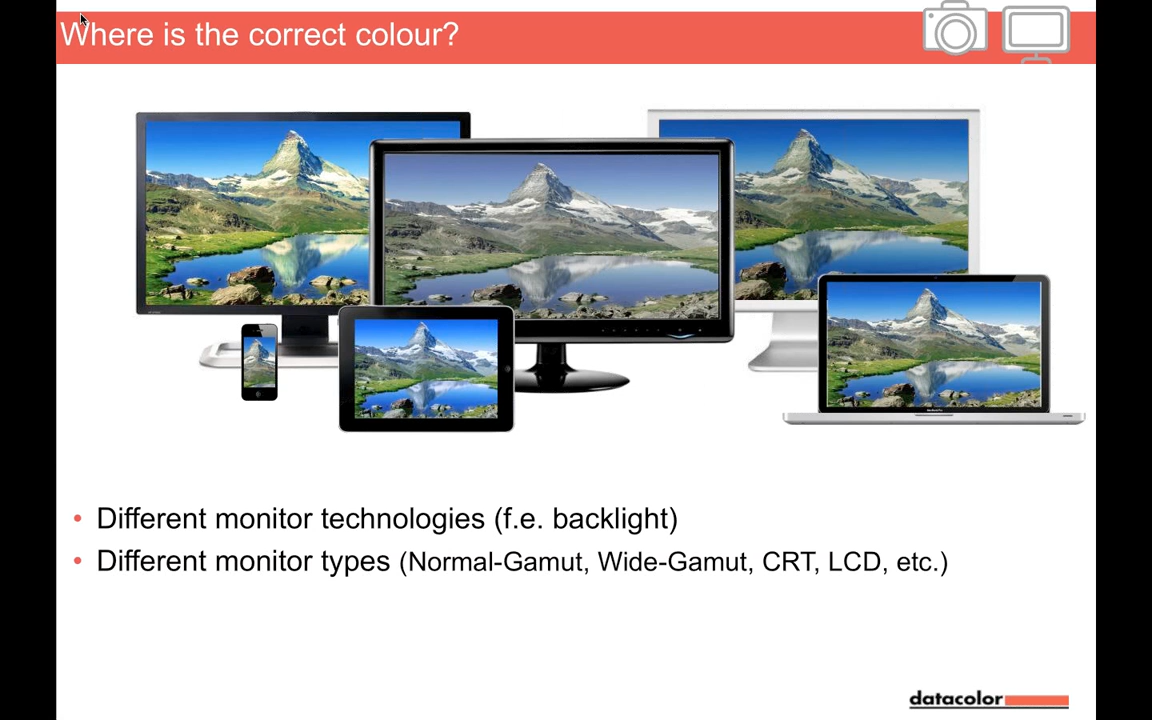 Where is the correct colour?
• Different monitor technologies (f.e. backlight)
• Different monitor types (Normal-Gamut, Wide-Gamut, CRT, LCD, etc.)
datacolor